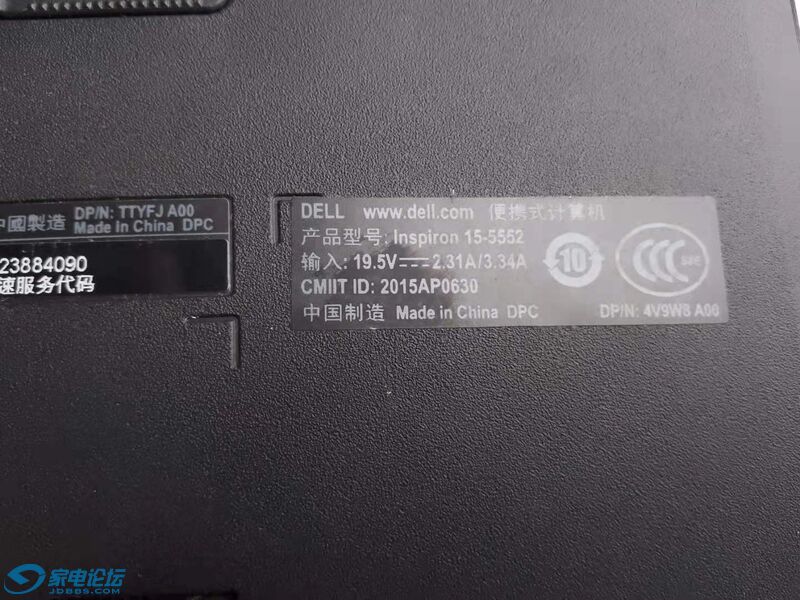 DP/N: TTYFJ A00
中國製造 Made in China DPC
23884090
速服务代码
DELL www.dell.com 便携式计算机
产品型号: Inspiron 15-5552
输入: 19.5V 2.31A/3.34A
CMIIT ID: 2015AP0630
中国制造 Made in China DPC
DP/N: 4V9W8 A00
10
CCC
S&E
家电论坛
JDBBS.COM